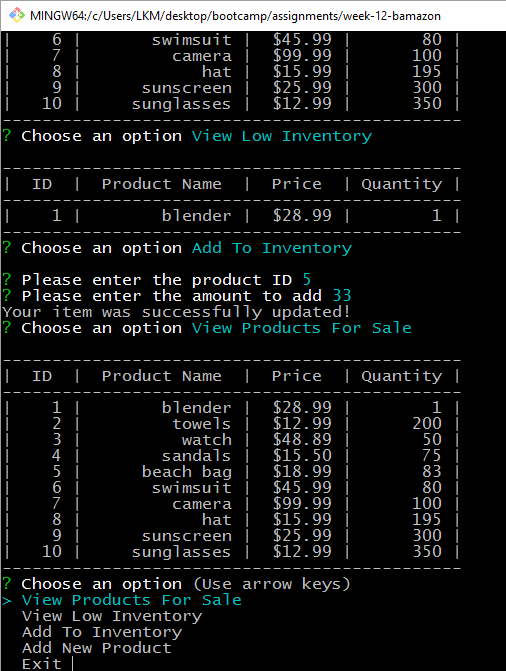 MINGW64:/c/Users/LKM/desktop/bootcamp/assignments/week-12-bamazon
| 6 | swimsuit | $45.99 | 80 |
| 7 | camera | $99.99 | 100 |
| 8 | hat | $15.99 | 195 |
| 9 | sunscreen | $25.99 | 300 |
| 10 | sunglasses | $12.99 | 350 |
--------------------------------------------------
? Choose an option View Low Inventory
--------------------------------------------------
| ID | Product Name | Price | Quantity |
--------------------------------------------------
| 1 | blender | $28.99 | 1 |
--------------------------------------------------
? Choose an option Add To Inventory
? Please enter the product ID 5
? Please enter the amount to add 33
Your item was successfully updated!
? Choose an option View Products For Sale
--------------------------------------------------
| ID | Product Name | Price | Quantity |
--------------------------------------------------
| 1 | blender | $28.99 | 1 |
| 2 | towels | $12.99 | 200 |
| 3 | watch | $48.89 | 50 |
| 4 | sandals | $15.50 | 75 |
| 5 | beach bag | $18.99 | 83 |
| 6 | swimsuit | $45.99 | 80 |
| 7 | camera | $99.99 | 100 |
| 8 | hat | $15.99 | 195 |
| 9 | sunscreen | $25.99 | 300 |
| 10 | sunglasses | $12.99 | 350 |
--------------------------------------------------
? Choose an option (Use arrow keys)
> View Products For Sale
View Low Inventory
Add To Inventory
Add New Product
Exit